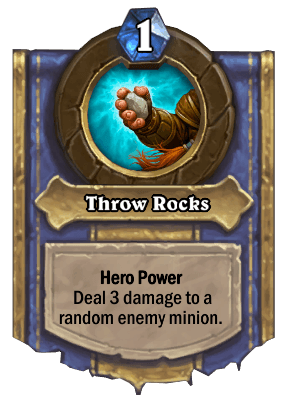 1
Throw Rocks
Hero Power
Deal 3 damage to a
random enemy minion.